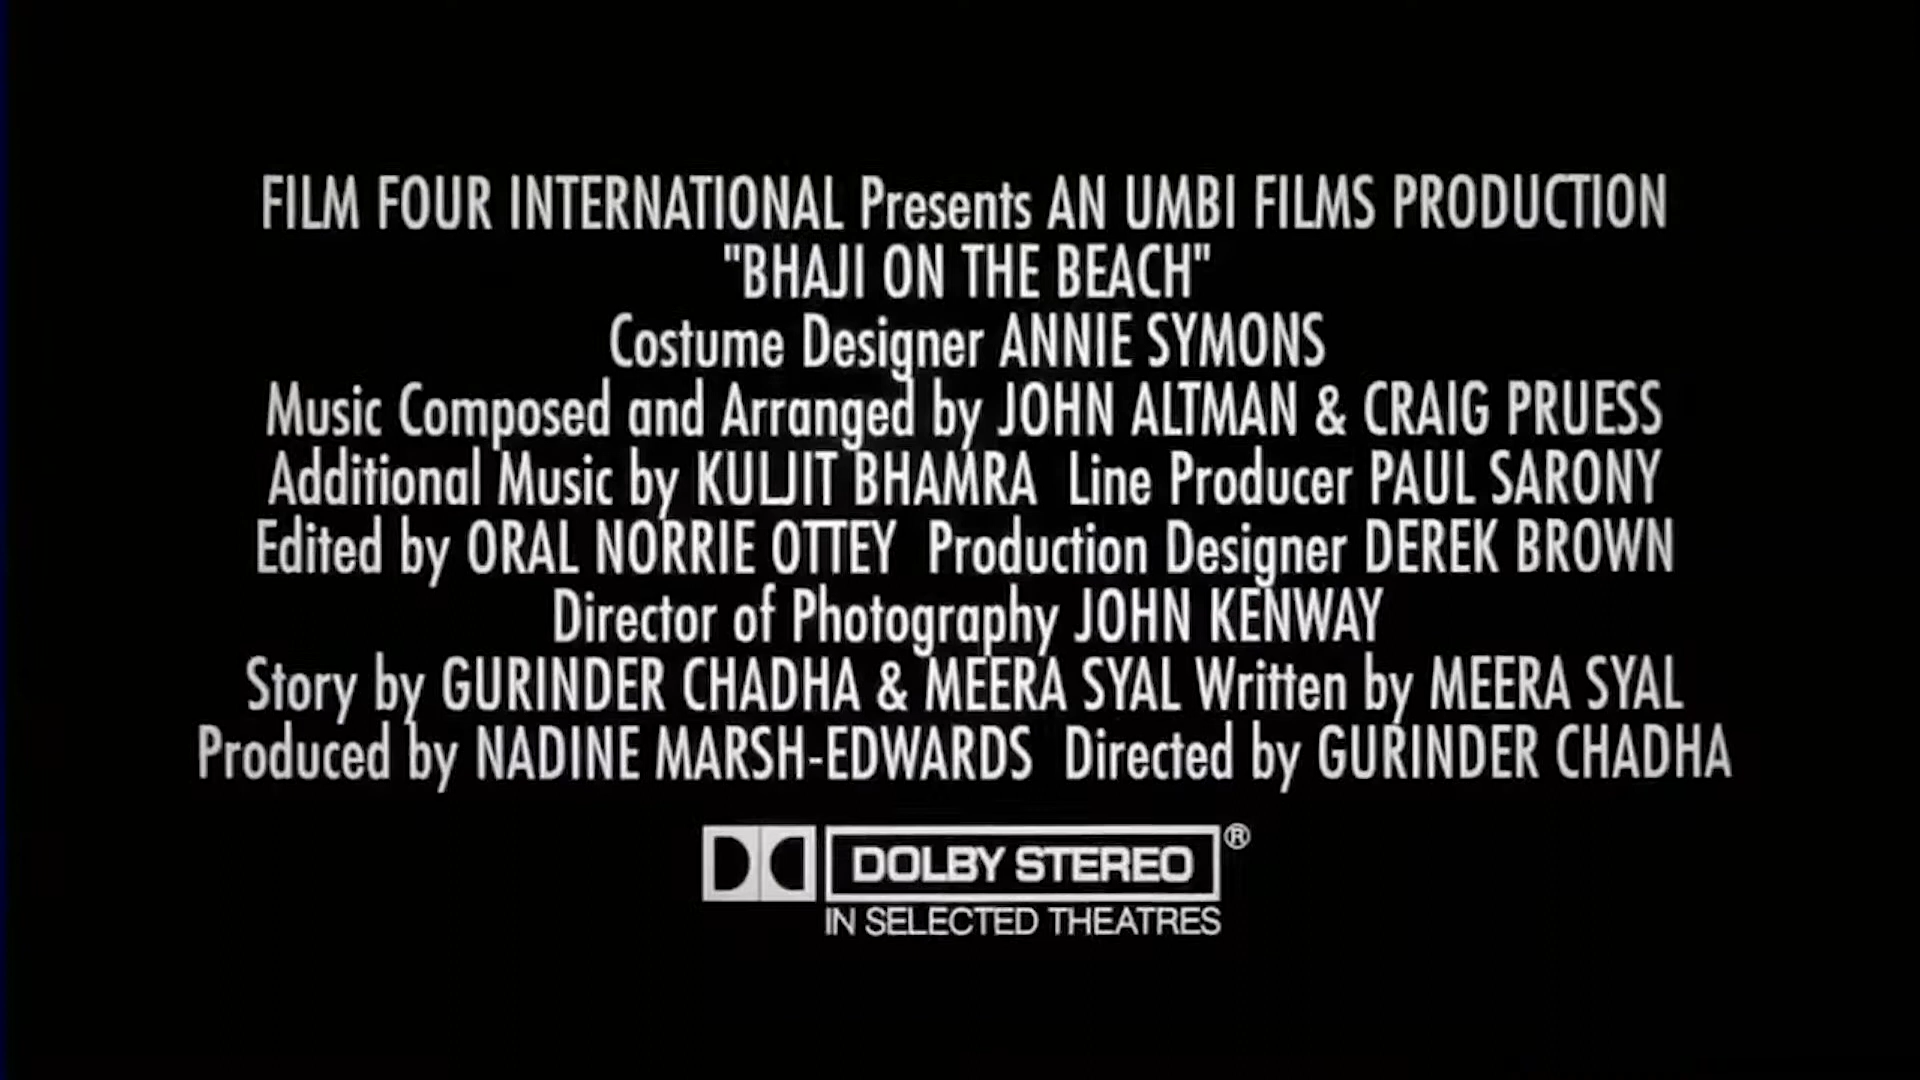 FILM FOUR INTERNATIONAL Presents AN UMBI FILMS PRODUCTION
"BHAJI ON THE BEACH"
Costume Designer ANNIE SYMONS
Music Composed and Arranged by JOHN ALTMAN & CRAIG PRUESS
Additional Music by KULJIT BHAMRA Line Producer PAUL SARONY
Edited by ORAL NORRIE OTTEY Production Designer DEREK BROWN
Director of Photography JOHN KENWAY
Story by GURINDER CHADHA & MEERA SYAL Written by MEERA SYAL
Produced by NADINE MARSH-EDWARDS Directed by GURINDER CHADHA
DOLBY STEREO ®
IN SELECTED THEATRES